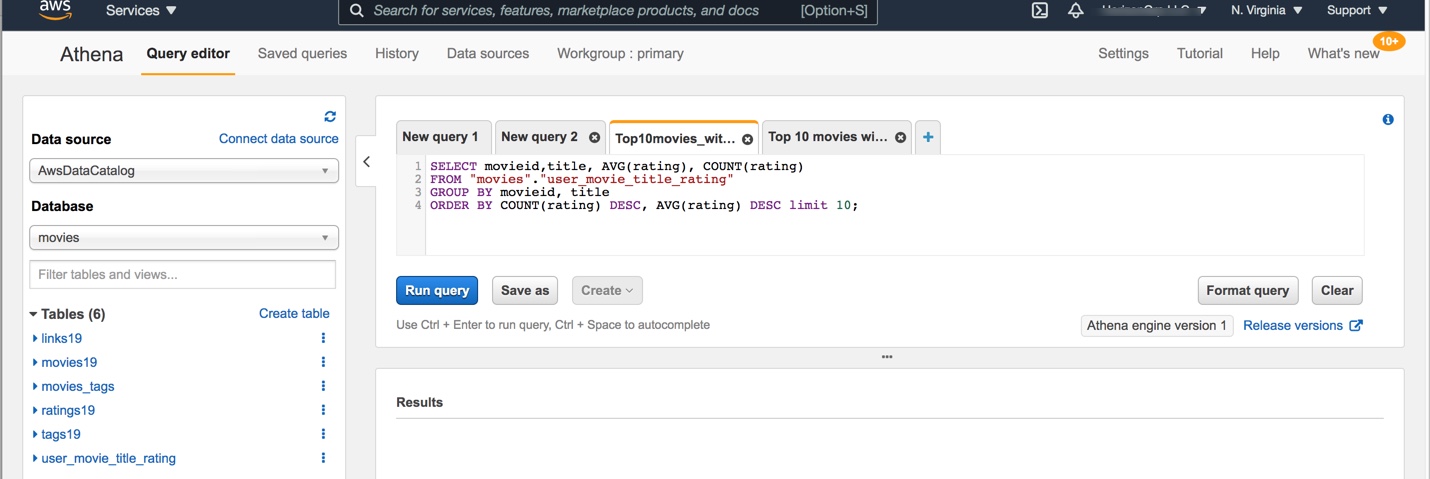 aws
Services
Search for services, features, marketplace products, and docs [Option+S]
N. Virginia
Support
Athena
Query editor
Saved queries
History
Data sources
Workgroup : primary
Settings
Tutorial
Help
What's new
10+
Data source
Connect data source
AwsDataCatalog
Database
movies
Filter tables and views...
Tables (6)
Create table
links19
movies19
movies_tags
ratings19
tags19
user_movie_title_rating
New query 1
New query 2
Top10movies_wit...
Top 10 movies wi...
+
1 SELECT movieid,title, AVG(rating), COUNT(rating)
2 FROM "movies"."user_movie_title_rating"
3 GROUP BY movieid, title
4 ORDER BY COUNT(rating) DESC, AVG(rating) DESC limit 10;
Run query
Save as
Create
Format query
Clear
Use Ctrl + Enter to run query, Ctrl + Space to autocomplete
Athena engine version 1
Release versions
Results